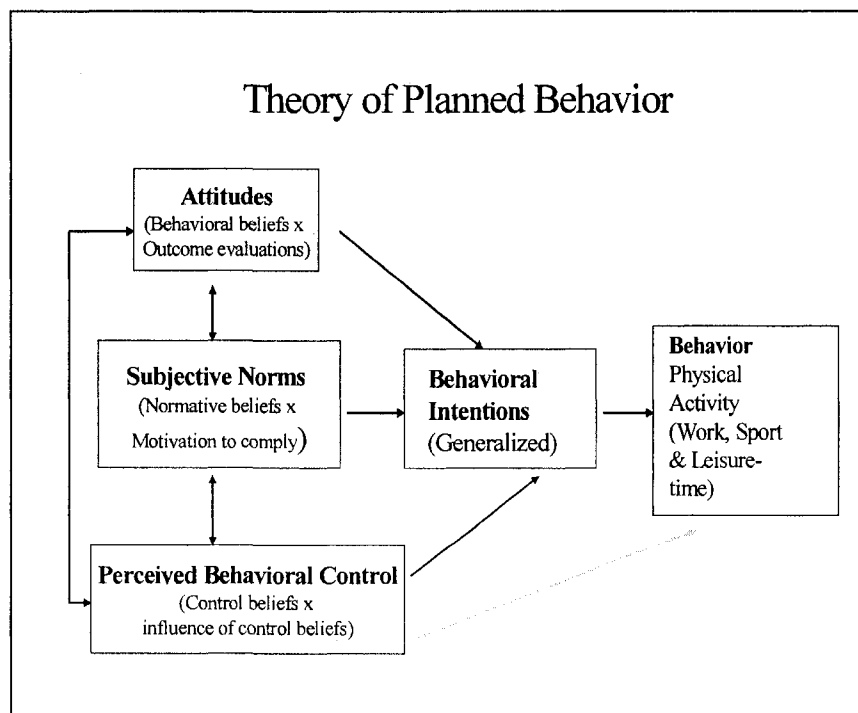 Theory of Planned Behavior
Attitudes
(Behavioral beliefs x
Outcome evaluations)
Subjective Norms
(Normative beliefs x
Motivation to comply)
Perceived Behavioral Control
(Control beliefs x
influence of control beliefs)
Behavioral
Intentions
(Generalized)
Behavior
Physical
Activity
(Work, Sport
& Leisure-
time)